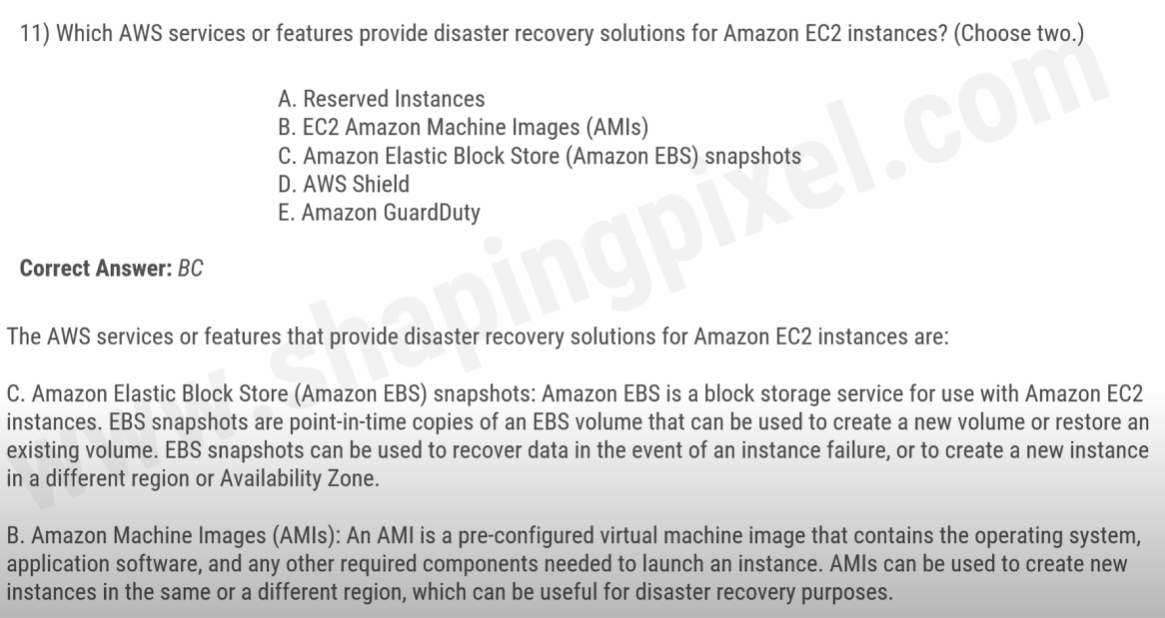 11) Which AWS services or features provide disaster recovery solutions for Amazon EC2 instances? (Choose two.)
A. Reserved Instances
B. EC2 Amazon Machine Images (AMIs)
C. Amazon Elastic Block Store (Amazon EBS) snapshots
D. AWS Shield
E. Amazon GuardDuty
Correct Answer: BC
The AWS services or features that provide disaster recovery solutions for Amazon EC2 instances are:
C. Amazon Elastic Block Store (Amazon EBS) snapshots: Amazon EBS is a block storage service for use with Amazon EC2
instances. EBS snapshots are point-in-time copies of an EBS volume that can be used to create a new volume or restore an
existing volume. EBS snapshots can be used to recover data in the event of an instance failure, or to create a new instance
in a different region or Availability Zone.
B. Amazon Machine Images (AMIs): An AMI is a pre-configured virtual machine image that contains the operating system,
application software, and any other required components needed to launch an instance. AMIs can be used to create new
instances in the same or a different region, which can be useful for disaster recovery purposes.
www.shapingpixel.com